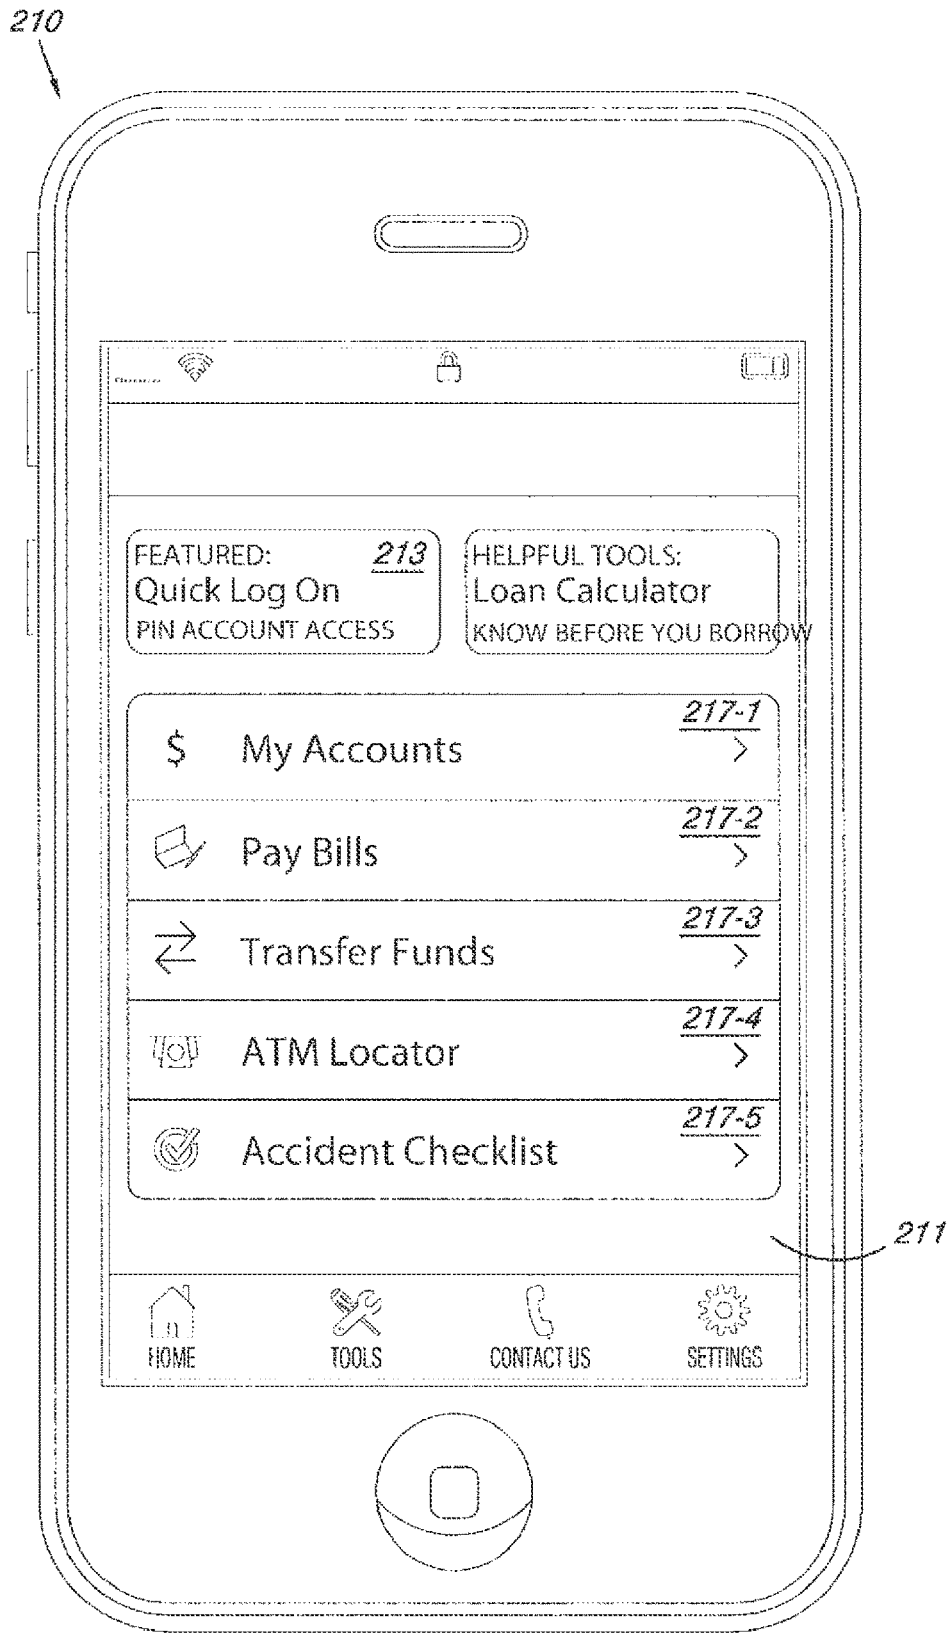 210
FEATURED: 213
Quick Log On
PIN ACCOUNT ACCESS
HELPFUL TOOLS:
Loan Calculator
KNOW BEFORE YOU BORROW
217-1
$ My Accounts >
217-2
Pay Bills >
217-3
Transfer Funds >
217-4
ATM Locator >
217-5
Accident Checklist >
211
HOME TOOLS CONTACT US SETTINGS